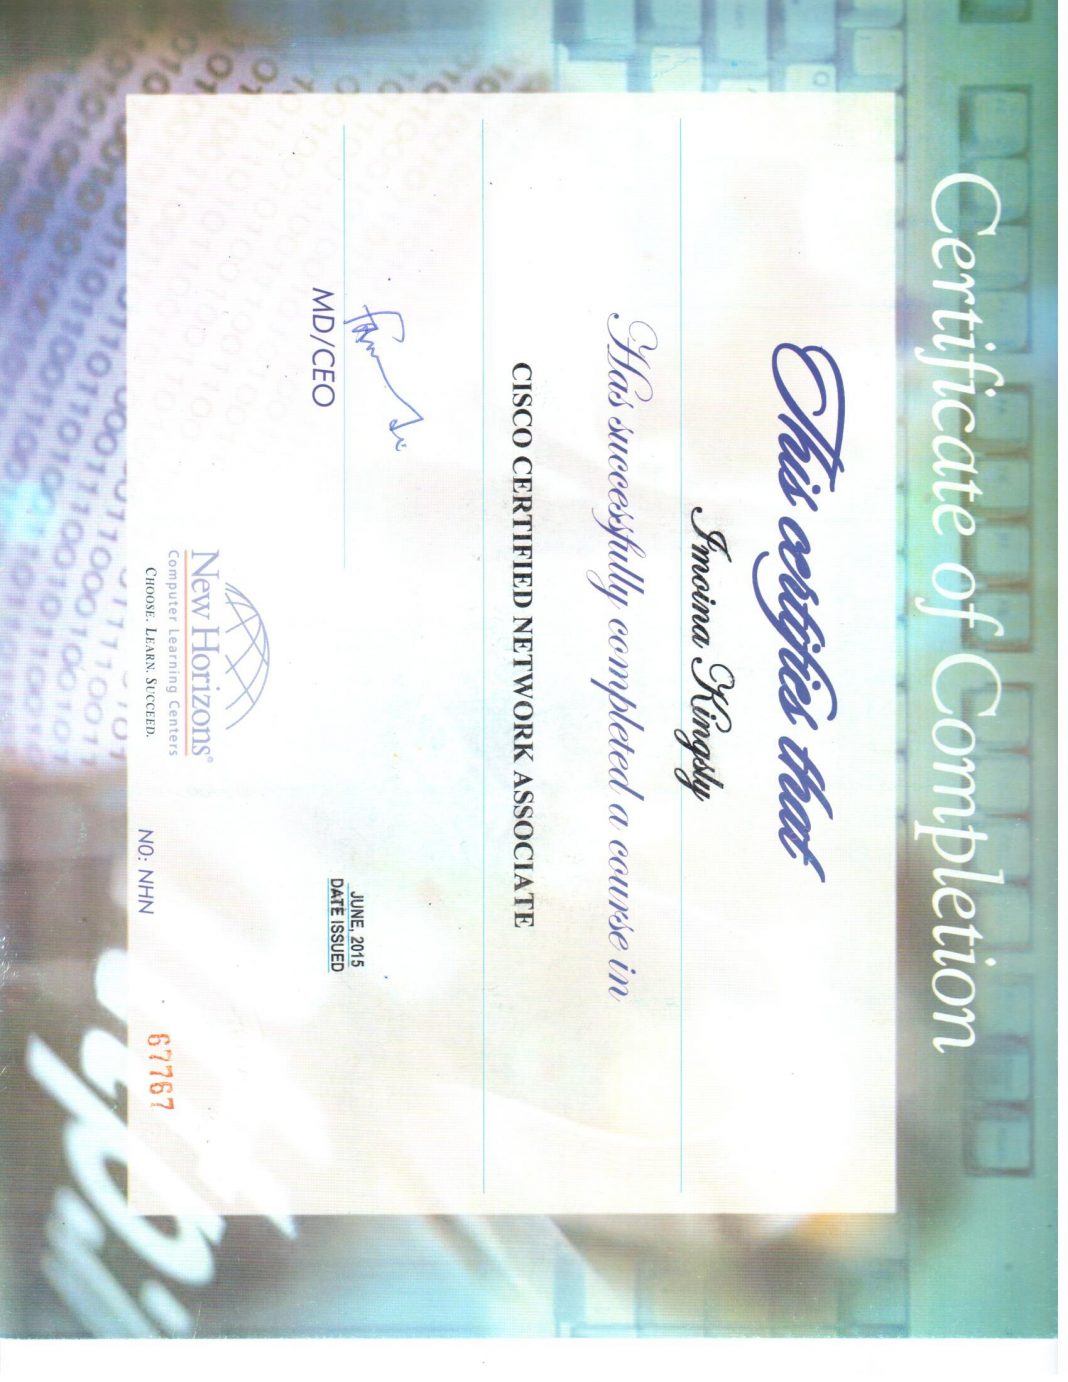 Certificate of Completion
This certifies that
Imoina Kingsly
Has successfully completed a course in
CISCO CERTIFIED NETWORK ASSOCIATE
JUNE, 2015
DATE ISSUED
MD/CEO
New Horizons®
Computer Learning Centers
CHOOSE. LEARN. SUCCEED.
NO: NHN 67767